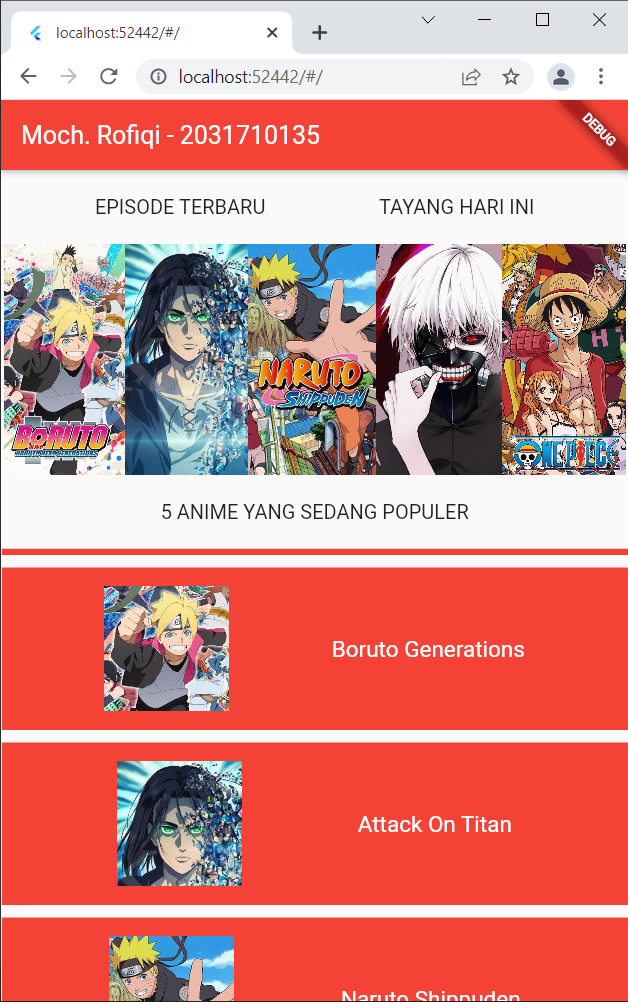 localhost:52442/#/
localhost:52442/#/
Moch. Rofiqi - 2031710135
DEBUG
EPISODE TERBARU
TAYANG HARI INI
BORUTO
NARUTO
SHIPPUDEN
ONE PIECE
5 ANIME YANG SEDANG POPULER
Boruto Generations
Attack On Titan
Naruto Shippuden